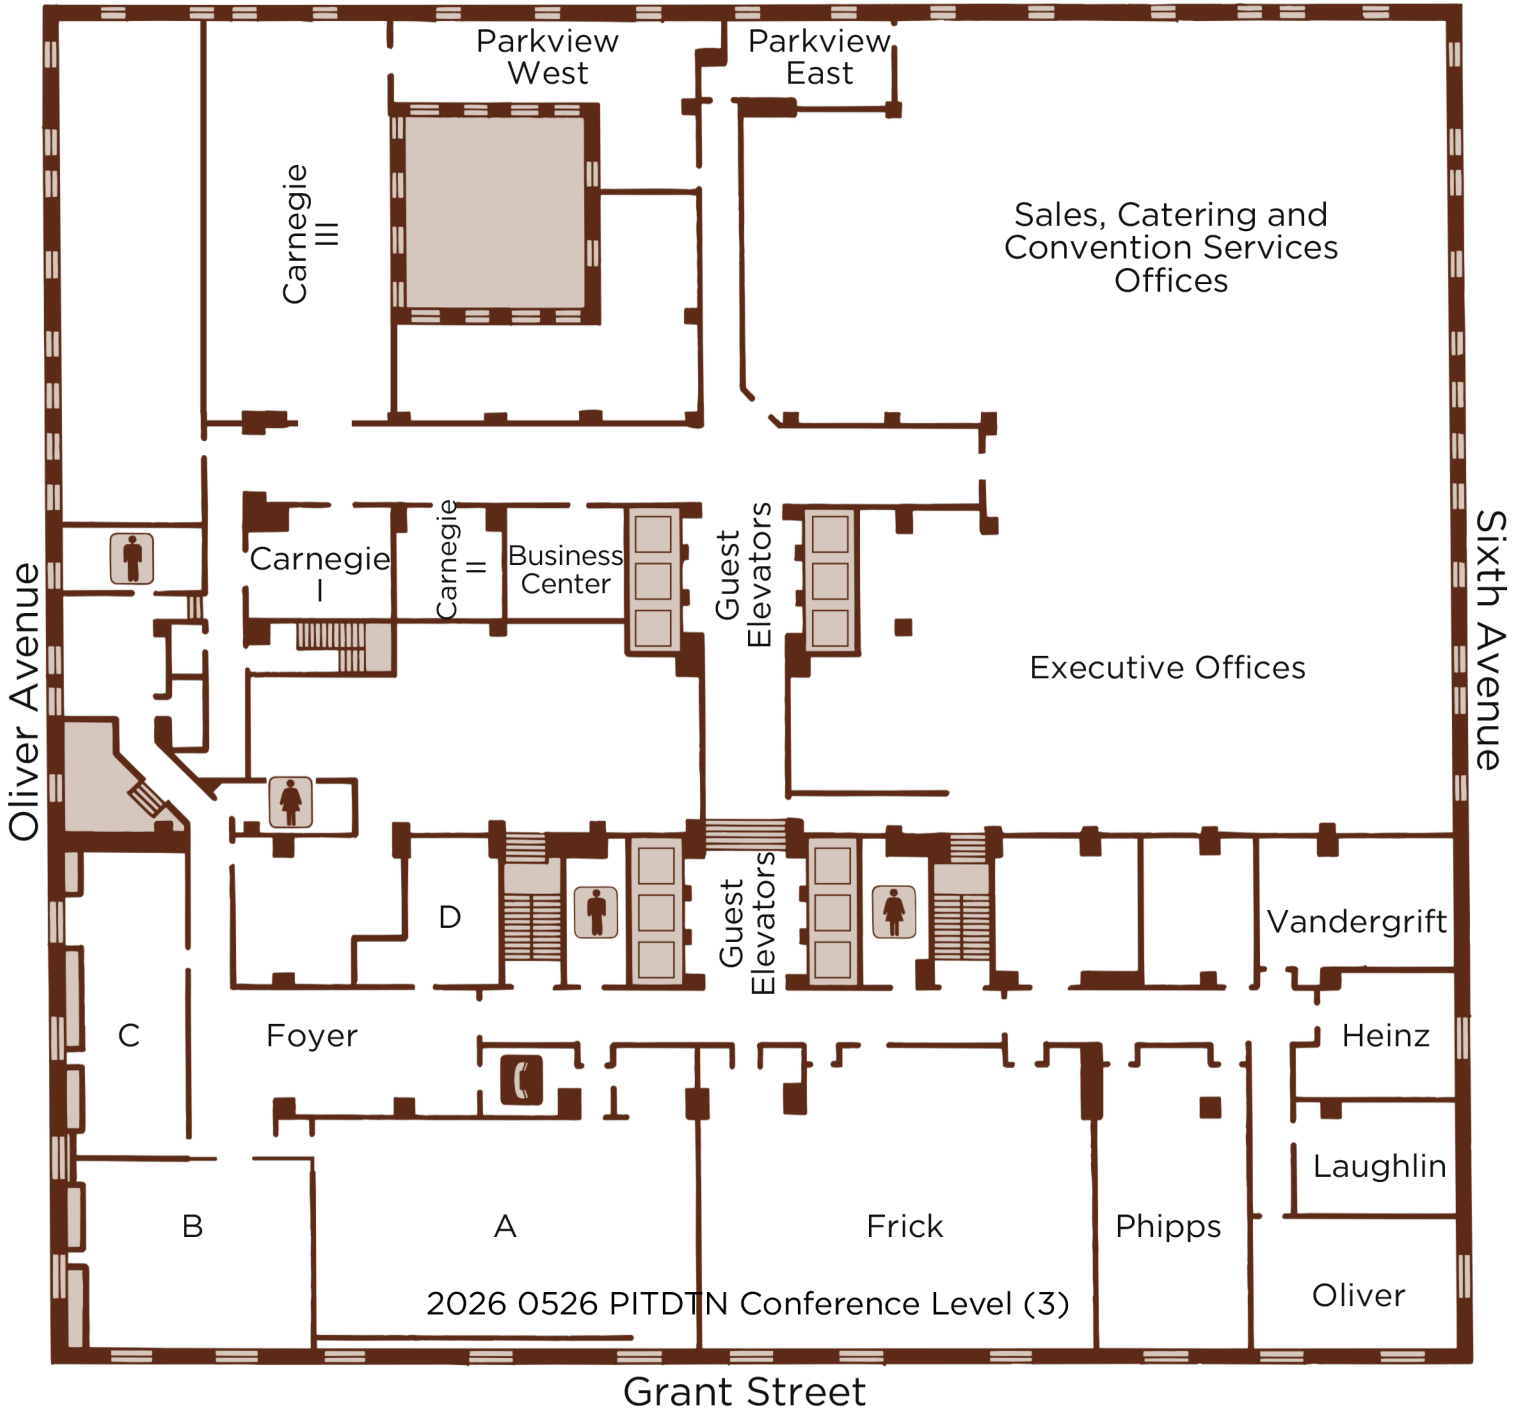 Parkview
West
Parkview
East
Carnegie
III
Sales, Catering and
Convention Services
Offices
Carnegie
I
Carnegie
II
Business
Center
Guest
Elevators
Executive Offices
Oliver Avenue
Sixth Avenue
D
Guest
Elevators
Vandergrift
C
Foyer
Heinz
Laughlin
B
A
Frick
Phipps
Oliver
2026 0526 PITDTN Conference Level (3)
Grant Street